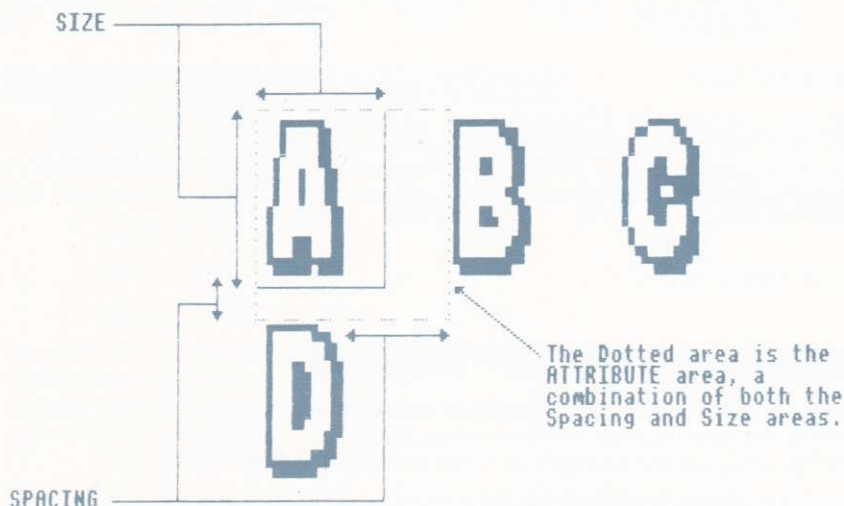 SIZE
A B C
D
The Dotted area is the
ATTRIBUTE area, a
combination of both the
Spacing and Size areas.
SPACING